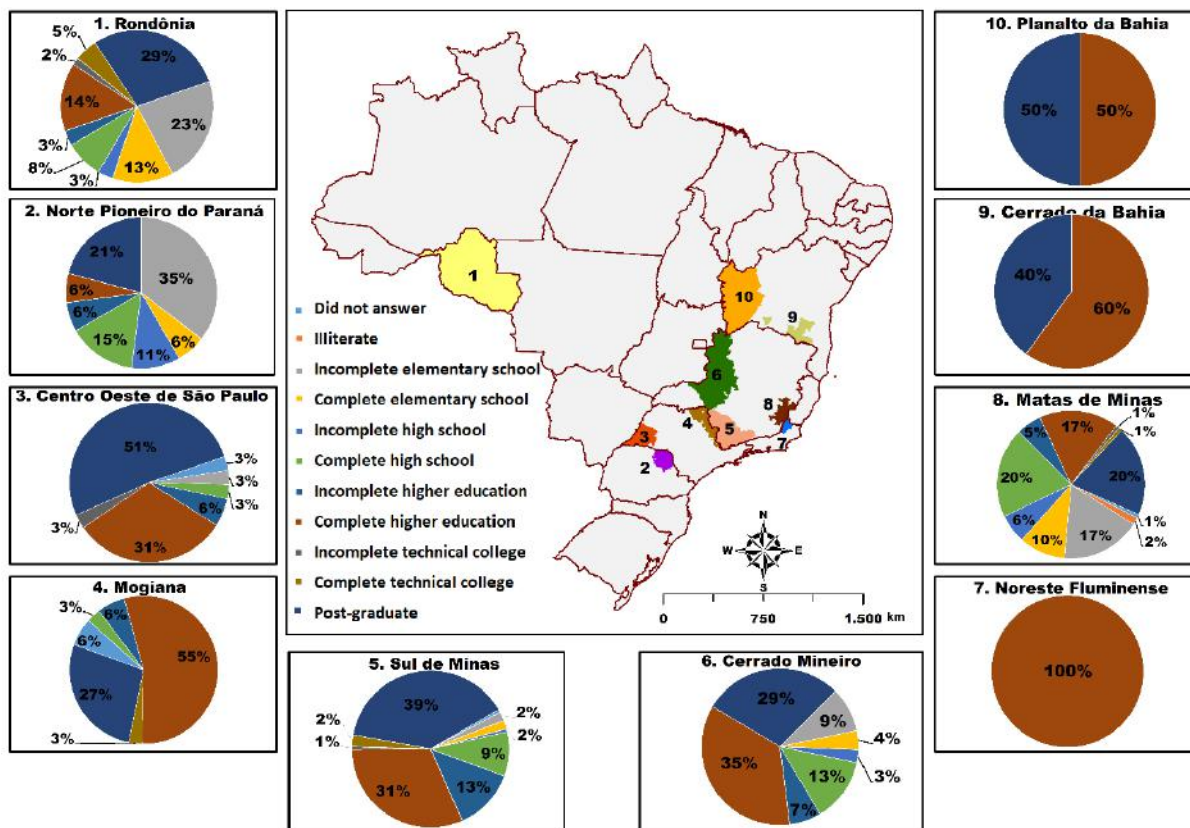 1. Rondônia
5%
2%
29%
14%
23%
3%
8%
3%
13%
2. Norte Pioneiro do Paraná
21%
35%
6%
6%
15%
11%
6%
3. Centro Oeste de São Paulo
51%
3%
3%
3%
6%
3%
31%
4. Mogiana
3%
6%
6%
55%
27%
3%
1
10
9
6
8
4
5
7
3
2
Did not answer
Illiterate
Incomplete elementary school
Complete elementary school
Incomplete high school
Complete high school
Incomplete higher education
Complete higher education
Incomplete technical college
Complete technical college
Post-graduate
N
W
E
S
0
750
1.500 km
5. Sul de Minas
39%
2%
2%
2%
1%
9%
31%
13%
6. Cerrado Mineiro
29%
9%
4%
35%
3%
13%
7%
10. Planalto da Bahia
50%
50%
9. Cerrado da Bahia
40%
60%
8. Matas de Minas
17%
1%
1%
5%
20%
20%
6%
1%
10%
17%
2%
7. Noreste Fluminense
100%